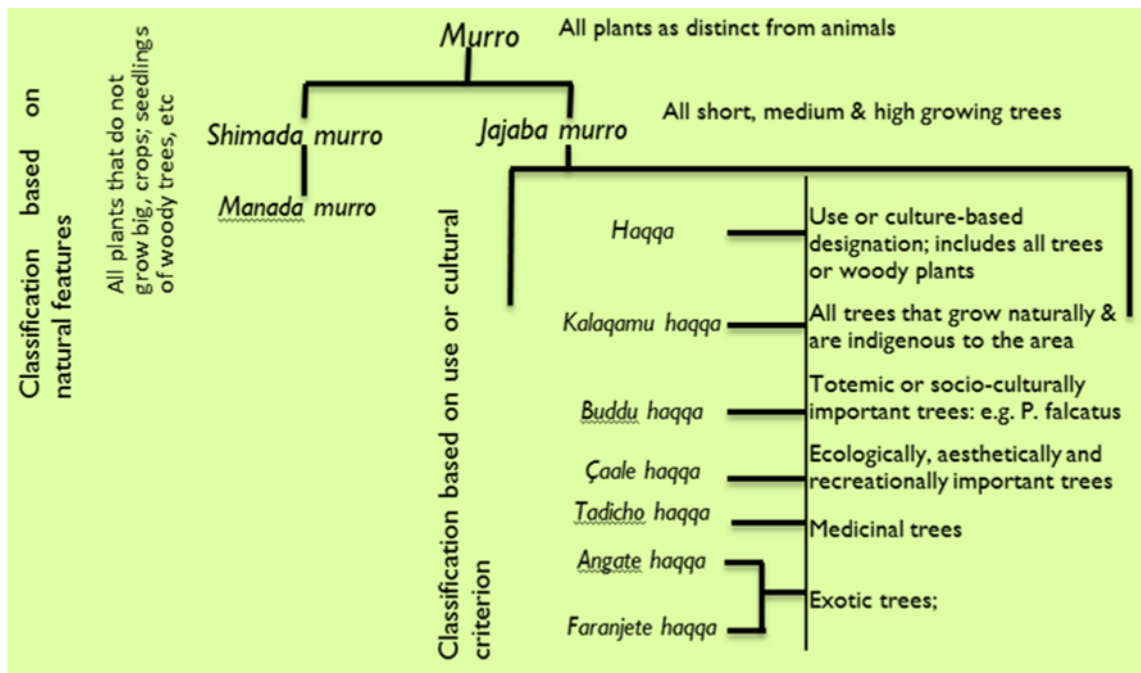 Murro
All plants as distinct from animals
Classification based on
natural features
All plants that do not
grow big, crops; seedlings
of woody trees, etc
Shimada murro
Jajaba murro
All short, medium & high growing trees
Manada murro
Classification based on use or cultural
criterion
Haqqa
Use or culture-based
designation; includes all trees
or woody plants
Kalaqamu haqqa
All trees that grow naturally &
are indigenous to the area
Buddu haqqa
Totemic or socio-culturally
important trees: e.g. P. falcatus
Çaale haqqa
Ecologically, aesthetically and
recreationally important trees
Tadicho haqqa
Medicinal trees
Angate haqqa
Faranjete haqqa
Exotic trees;